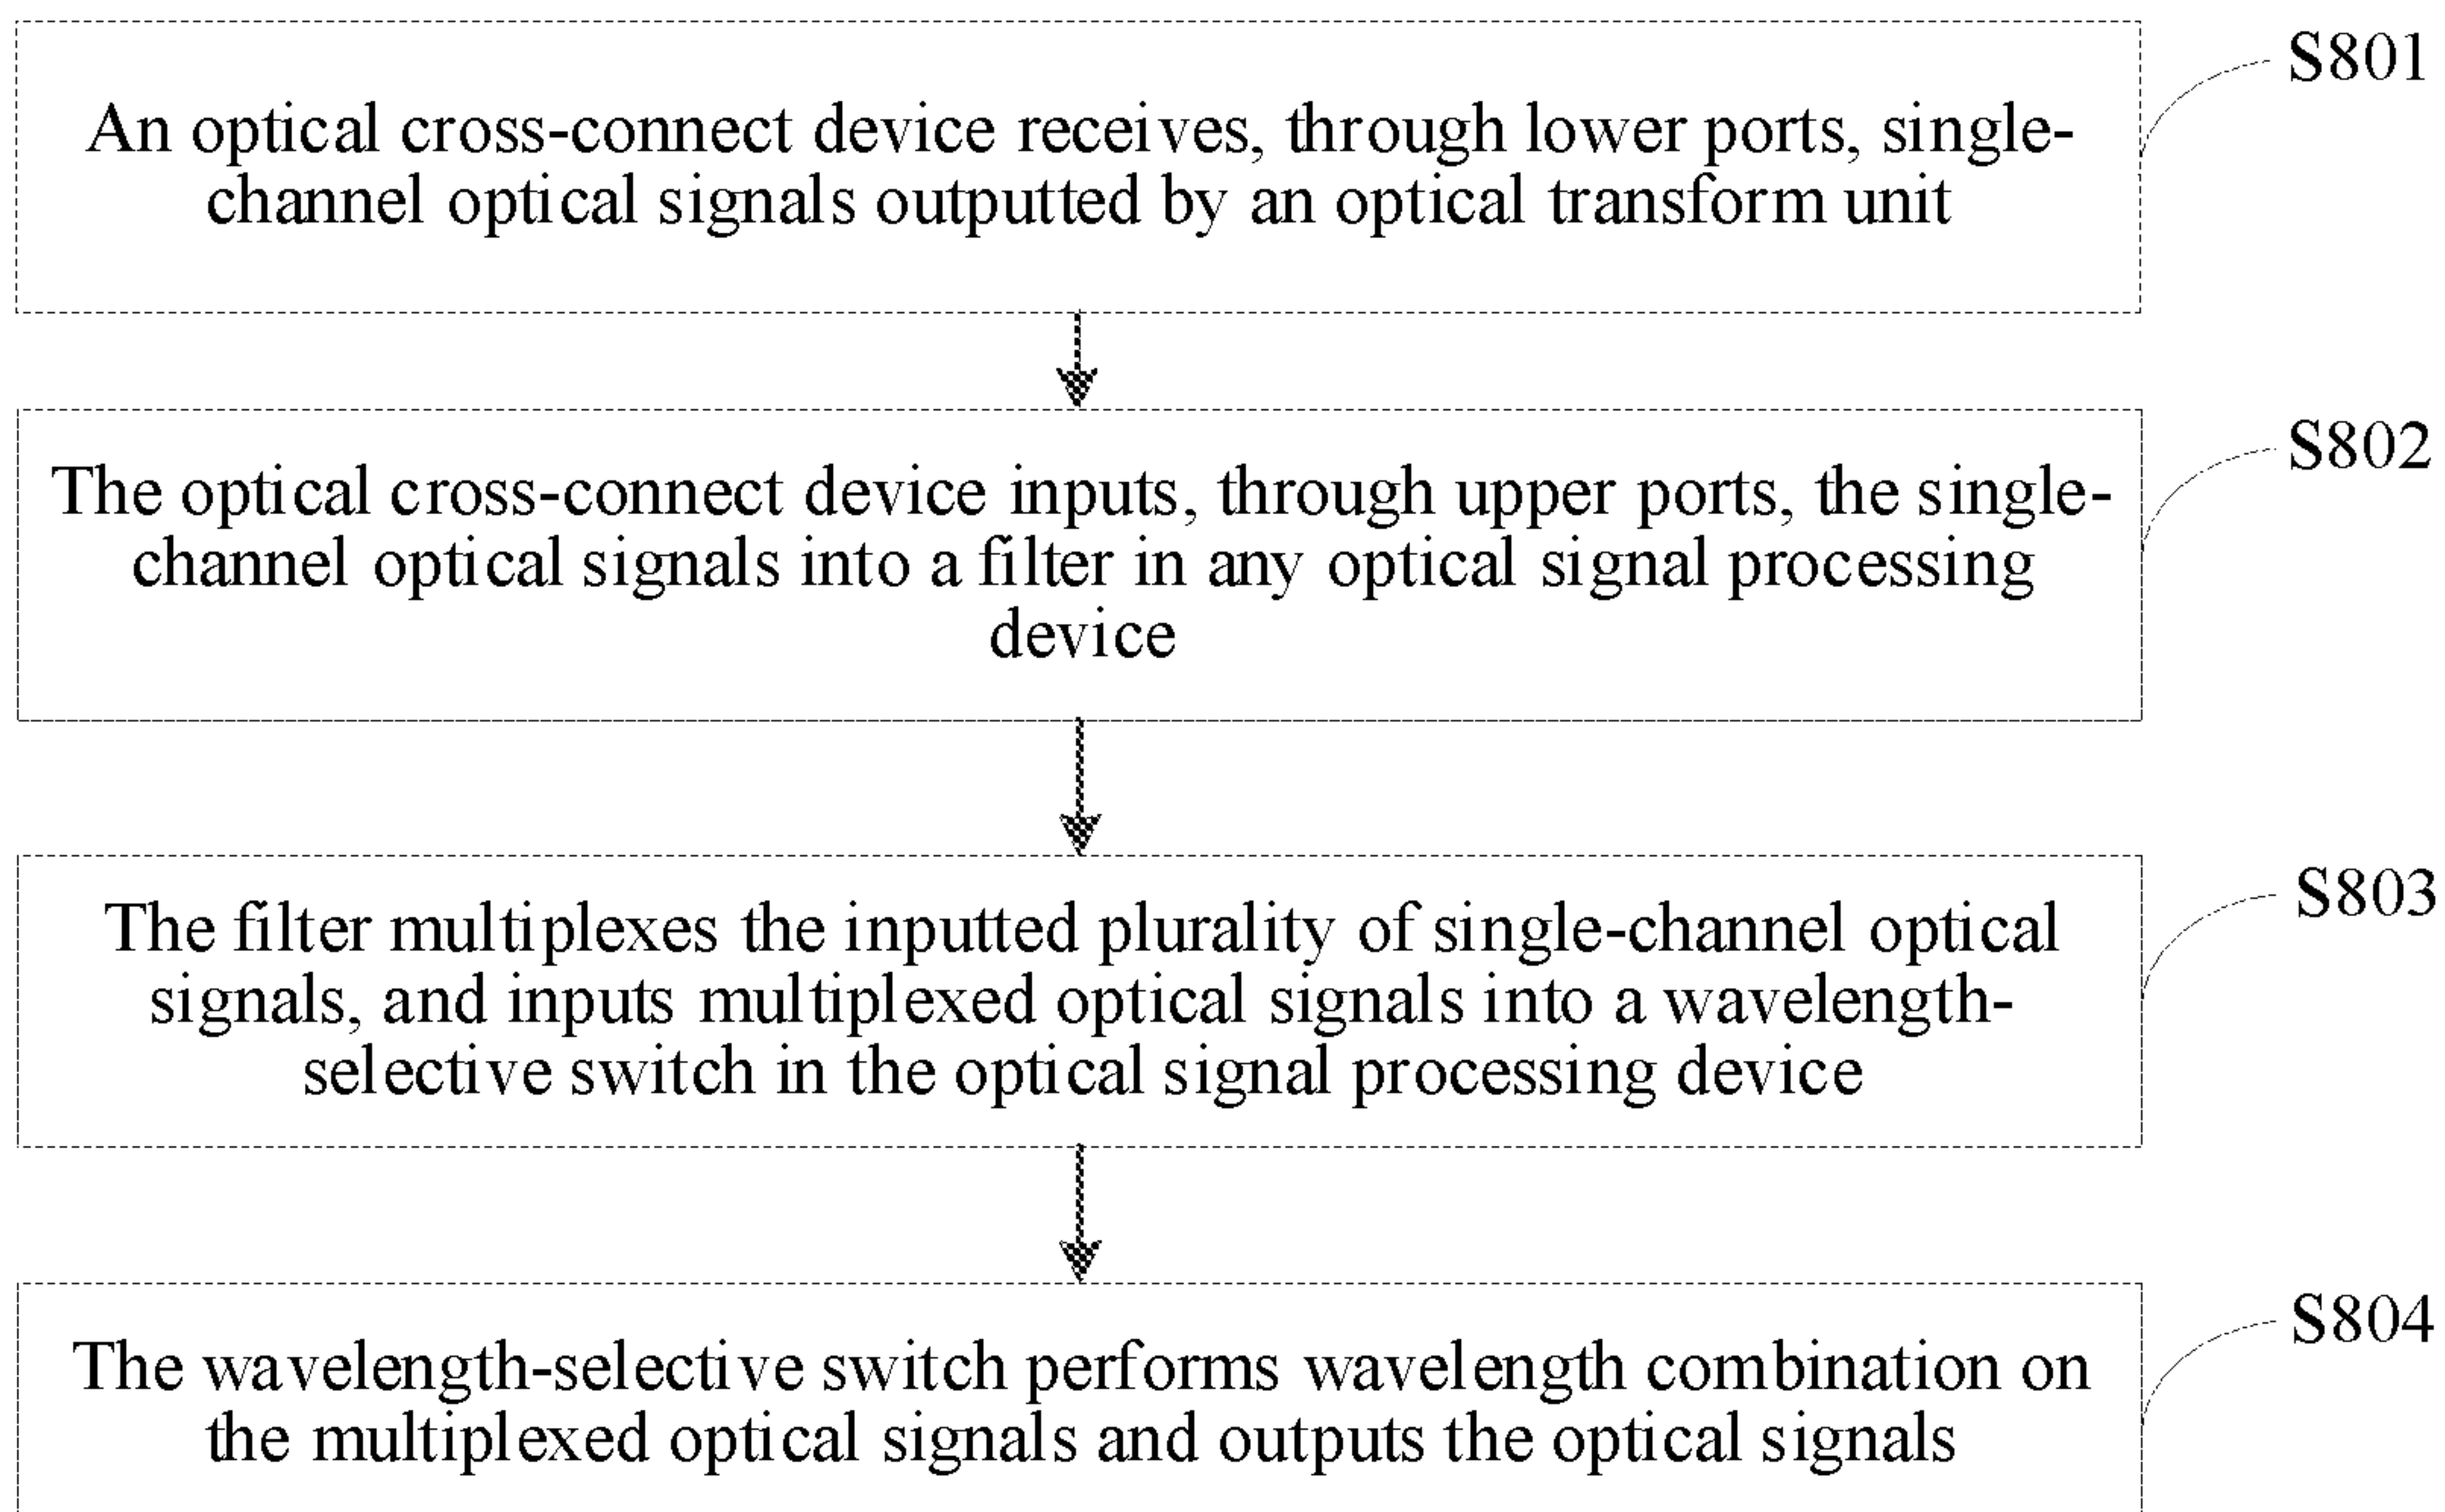 An optical cross-connect device receives, through lower ports, single-
channel optical signals outputted by an optical transform unit
S801
The optical cross-connect device inputs, through upper ports, the single-
channel optical signals into a filter in any optical signal processing
device
S802
The filter multiplexes the inputted plurality of single-channel optical
signals, and inputs multiplexed optical signals into a wavelength-
selective switch in the optical signal processing device
S803
The wavelength-selective switch performs wavelength combination on
the multiplexed optical signals and outputs the optical signals
S804